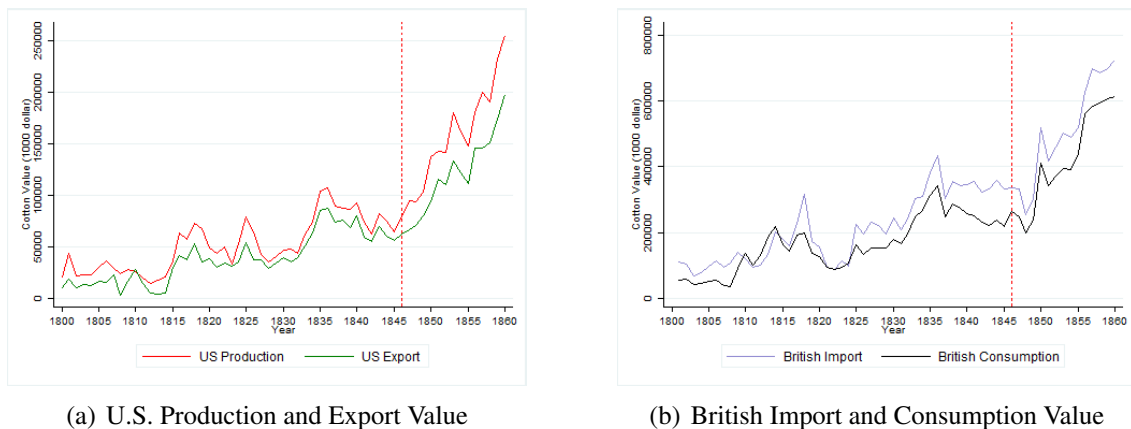 Cotton Value (1000 dollar)
250000
200000
150000
100000
50000
0
1800 1805 1810 1815 1820 1825 1830 1835 1840 1845 1850 1855 1860
Year
US Production US Export
(a) U.S. Production and Export Value
Cotton Value (1000 dollar)
800000
600000
400000
200000
0
1800 1805 1810 1815 1820 1825 1830 1835 1840 1845 1850 1855 1860
Year
British Import British Consumption
(b) British Import and Consumption Value